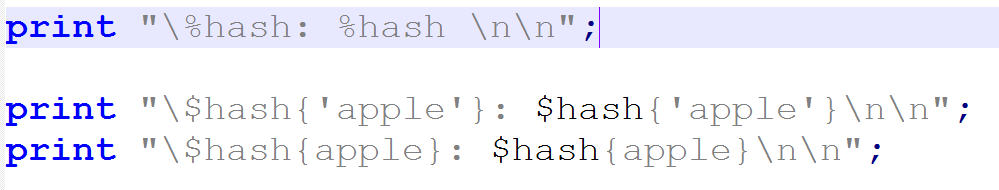 print "\%hash: %hash \n\n";
print "\$hash{'apple'}: $hash{'apple'}\n\n";
print "\$hash{apple}: $hash{apple}\n\n";